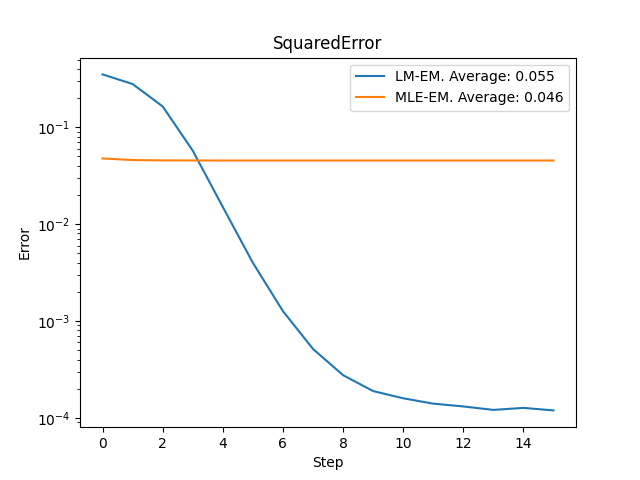 SquaredError
LM-EM. Average: 0.055
MLE-EM. Average: 0.046
Error
10⁻¹
10⁻²
10⁻³
10⁻⁴
0 2 4 6 8 10 12 14
Step